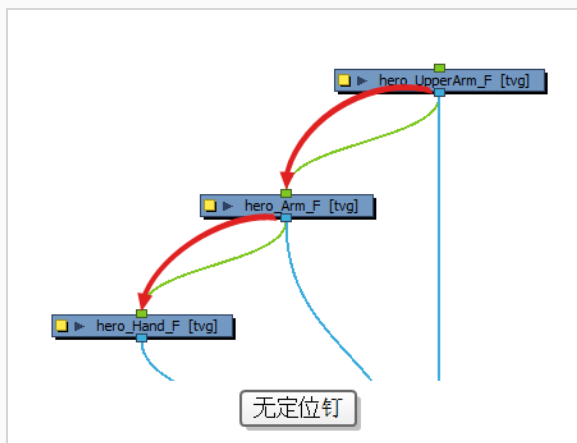 hero_UpperArm_F [tvg]
hero_Arm_F [tvg]
hero_Hand_F [tvg]
无定位钉